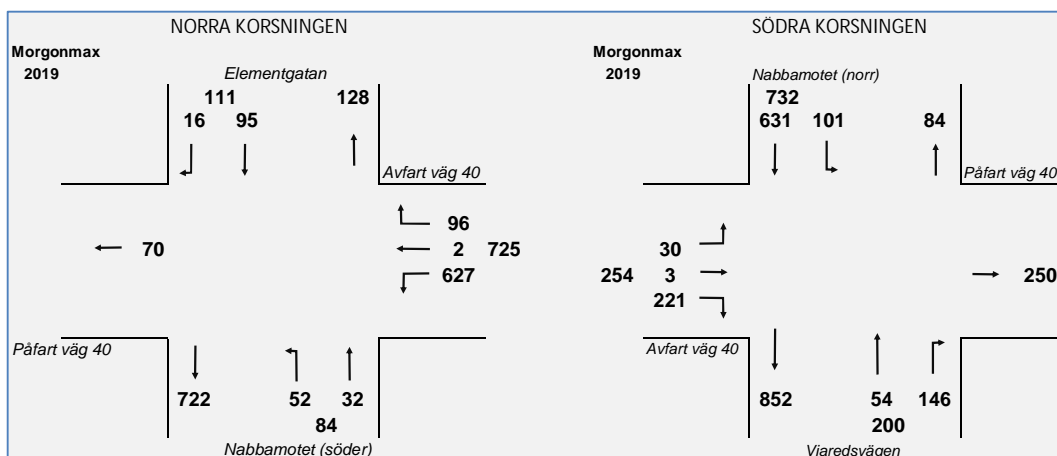 NORRA KORSNINGEN
Morgonmax
2019
Elementgatan
111
128
16 95
Avfart väg 40
96
70
2 725
627
Påfart väg 40
722 52 32
84
Nabbamotet (söder)
SÖDRA KORSNINGEN
Morgonmax
2019
Nabbamotet (norr)
732
631 101 84
Påfart väg 40
30
254 3
250
221
Avfart väg 40
852 54 146
200
Viaredsvägen